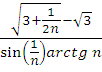 √(3+1/(2n)) − √3
sin(1/n) arctg n